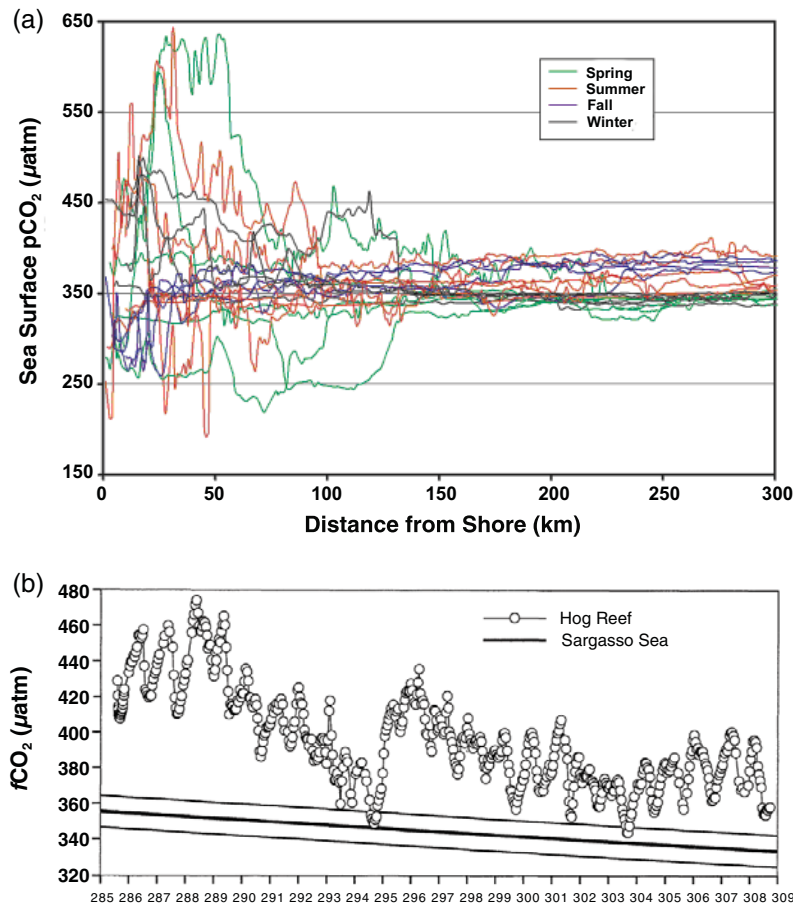 (a)
Sea Surface pCO₂ (μatm)
650
550
450
350
250
150
Spring
Summer
Fall
Winter
0 50 100 150 200 250 300
Distance from Shore (km)
(b)
fCO₂ (μatm)
480
460
440
420
400
380
360
340
320
Hog Reef
Sargasso Sea
285 286 287 288 289 290 291 292 293 294 295 296 297 298 299 300 301 302 303 304 305 306 307 308 309